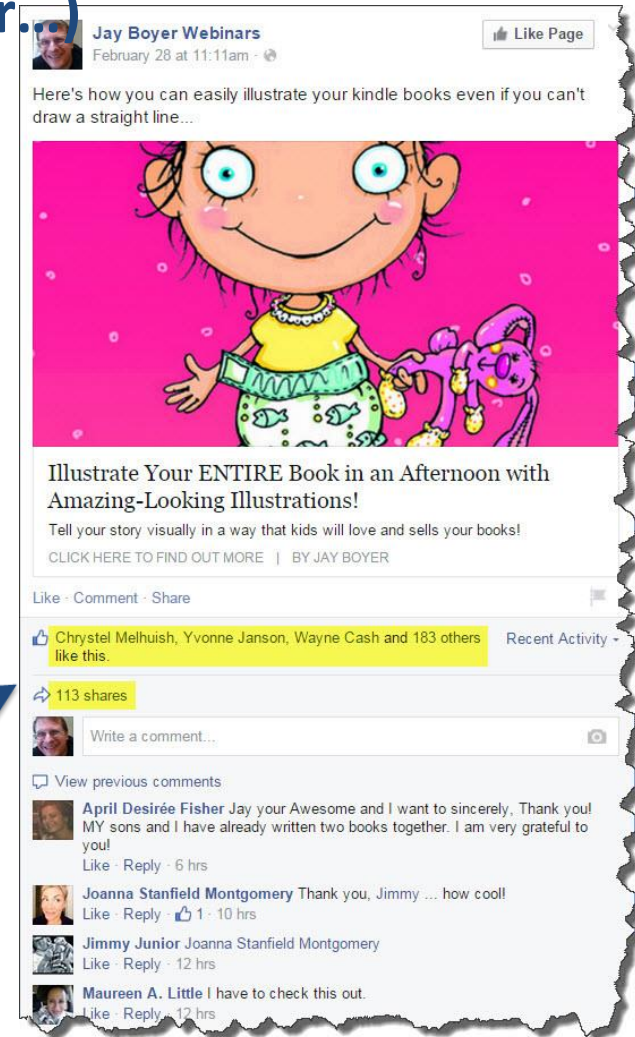 r...)
Jay Boyer Webinars
Like Page
February 28 at 11:11am ·
Here's how you can easily illustrate your kindle books even if you can't
draw a straight line...
Illustrate Your ENTIRE Book in an Afternoon with
Amazing-Looking Illustrations!
Tell your story visually in a way that kids will love and sells your books!
CLICK HERE TO FIND OUT MORE | BY JAY BOYER
Like · Comment · Share
Chrystel Melhuish, Yvonne Janson, Wayne Cash and 183 others
like this.
Recent Activity
113 shares
Write a comment...
View previous comments
April Desirée Fisher Jay your Awesome and I want to sincerely, Thank you!
MY sons and I have already written two books together. I am very grateful to
you!
Like · Reply · 6 hrs
Joanna Stanfield Montgomery Thank you, Jimmy ... how cool!
Like · Reply · 1 · 10 hrs
Jimmy Junior Joanna Stanfield Montgomery
Like · Reply · 12 hrs
Maureen A. Little I have to check this out.
Like · Reply · 12 hrs